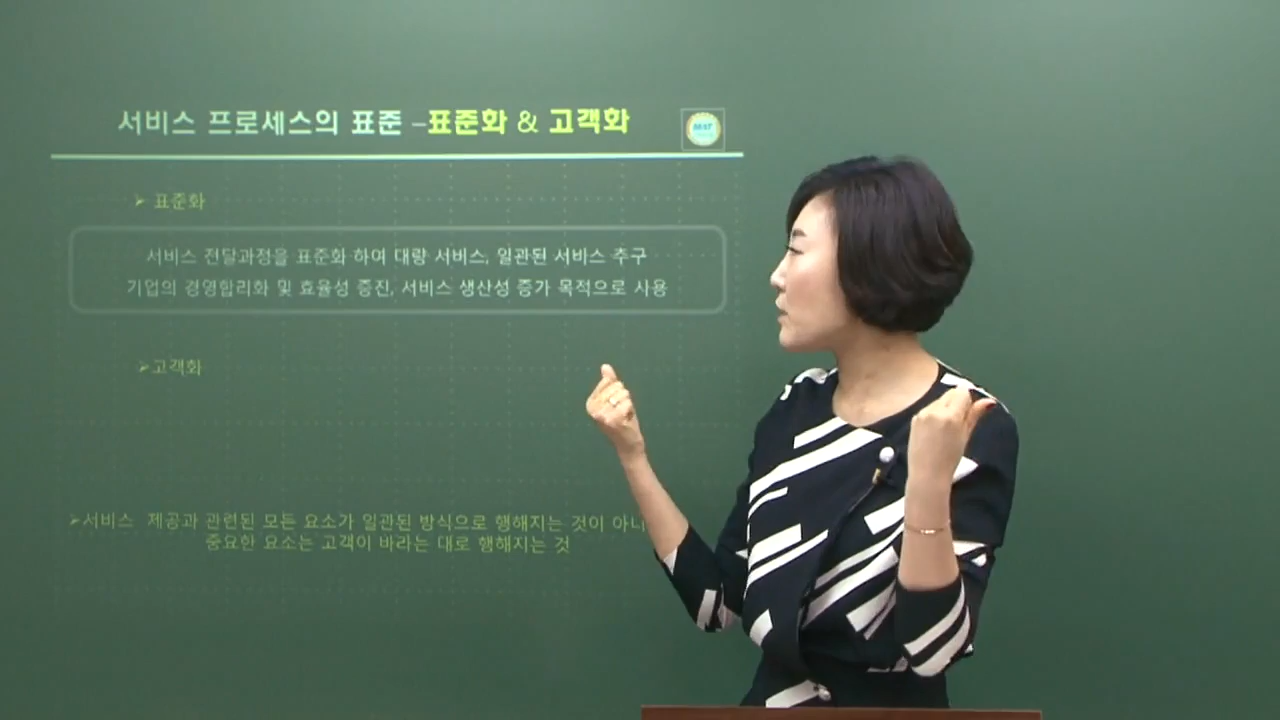 서비스 프로세스의 표준 –표준화 & 고객화
M&T
➢ 표준화
서비스 전달과정을 표준화 하여 대량 서비스, 일관된 서비스 추구
기업의 경영합리화 및 효율성 증진, 서비스 생산성 증가 목적으로 사용
➢고객화
➢서비스 제공과 관련된 모든 요소가 일관된 방식으로 행해지는 것이 아니
중요한 요소는 고객이 바라는 대로 행해지는 것